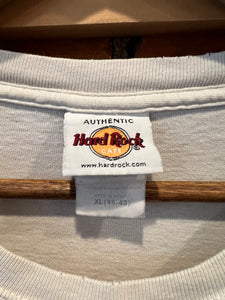 AUTHENTIC
Hard Rock
CAFE
www.hardrock.com
XL (46-48)